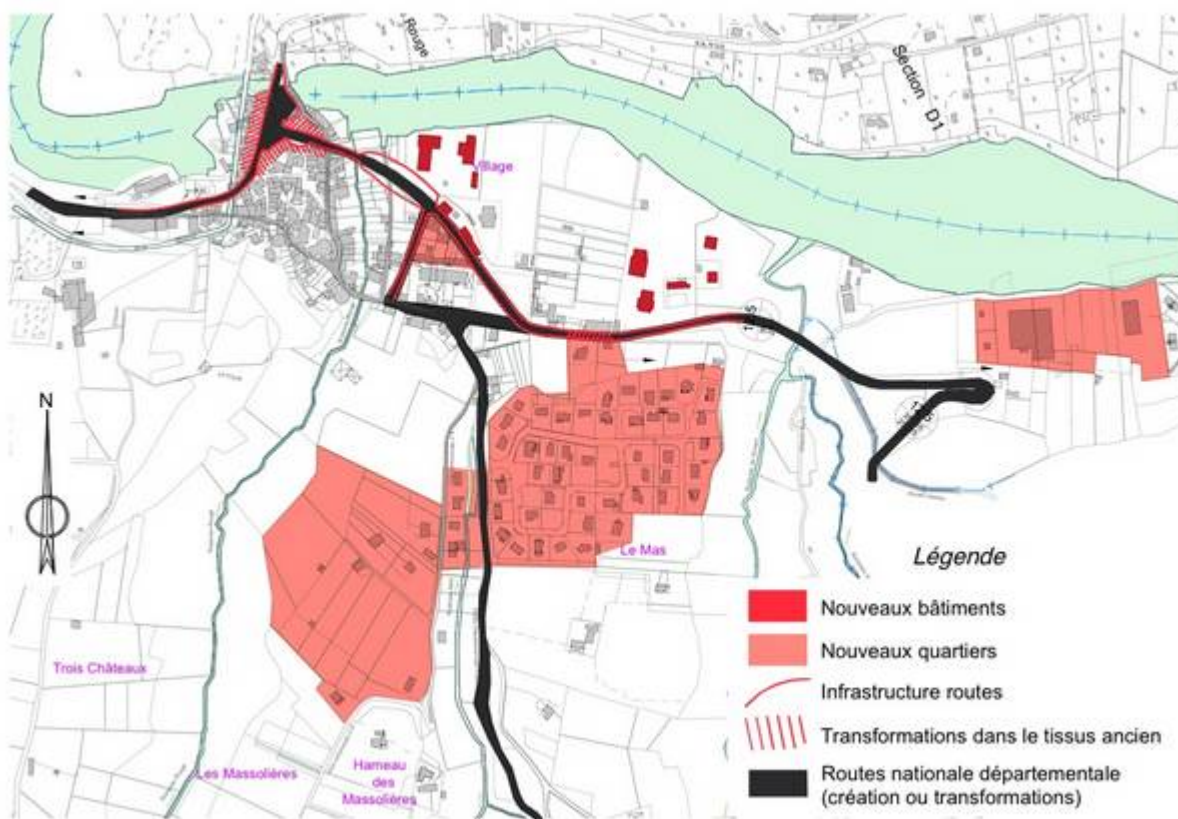 Rouge
Section D1
Village
N
Le Mas
Trois Châteaux
Les Massolières
Hameau
des
Massolières
Légende
Nouveaux bâtiments
Nouveaux quartiers
Infrastructure routes
Transformations dans le tissus ancien
Routes nationale départementale
(création ou transformations)